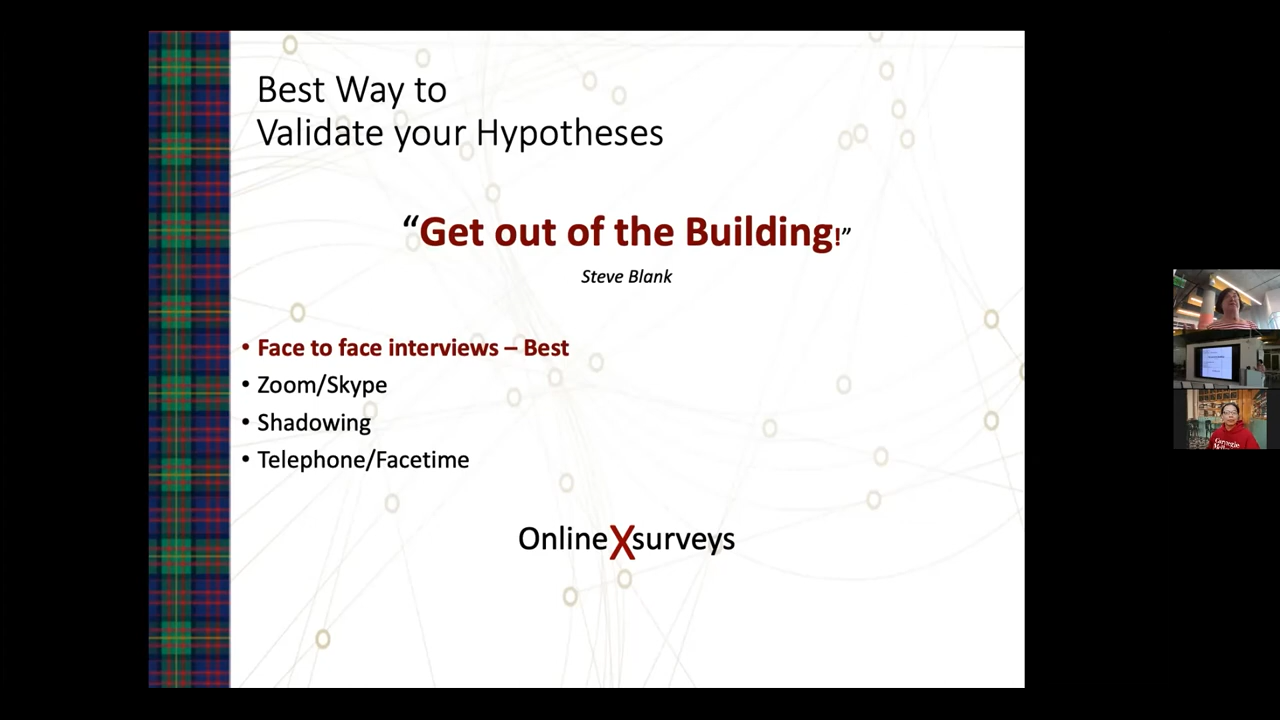 Best Way to
Validate your Hypotheses
“Get out of the Building!”
Steve Blank
• Face to face interviews – Best
• Zoom/Skype
• Shadowing
• Telephone/Facetime
Online X surveys
Carnegie